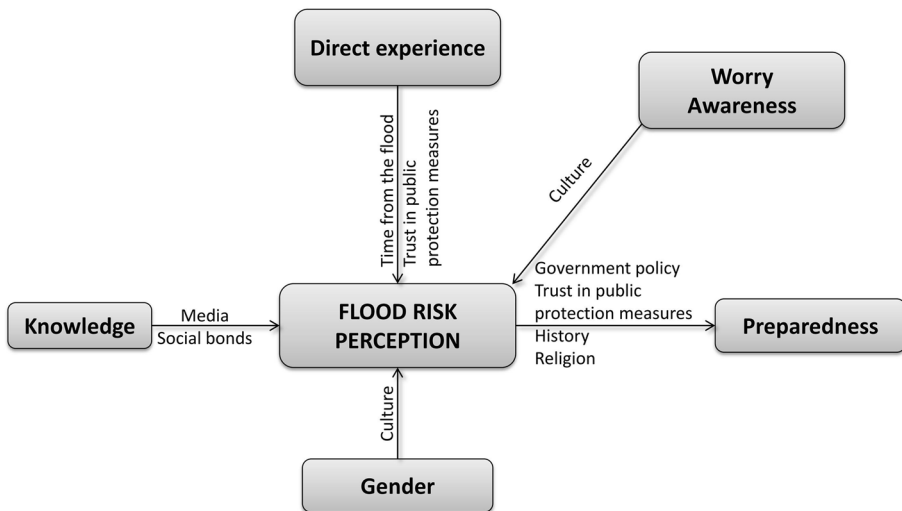 Direct experience
Worry
Awareness
Time from the flood
Trust in public
protection measures
Culture
Knowledge
Media
Social bonds
FLOOD RISK
PERCEPTION
Government policy
Trust in public
protection measures
History
Religion
Preparedness
Culture
Gender